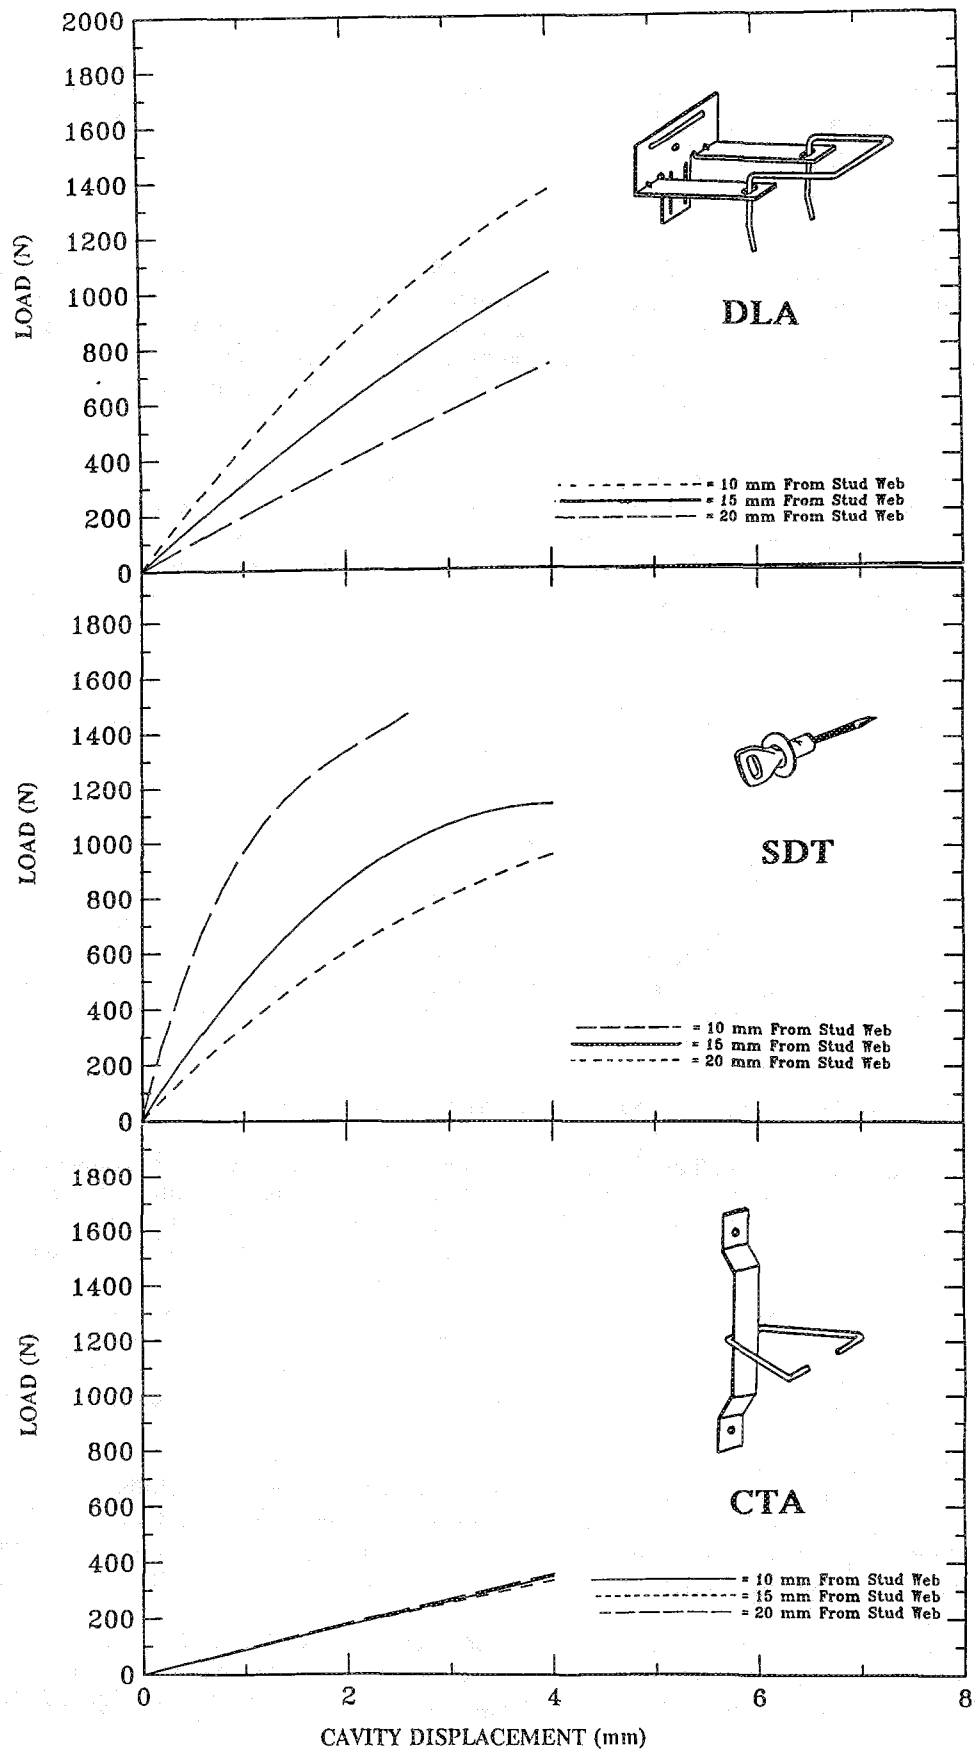 2000
1800
1600
1400
1200
1000
800
600
400
200
0
LOAD (N)
DLA
= 10 mm From Stud Web
= 15 mm From Stud Web
= 20 mm From Stud Web
1800
1600
1400
1200
1000
800
600
400
200
0
LOAD (N)
SDT
= 10 mm From Stud Web
= 15 mm From Stud Web
= 20 mm From Stud Web
1800
1600
1400
1200
1000
800
600
400
200
0
LOAD (N)
CTA
= 10 mm From Stud Web
= 15 mm From Stud Web
= 20 mm From Stud Web
0 2 4 6 8
CAVITY DISPLACEMENT (mm)